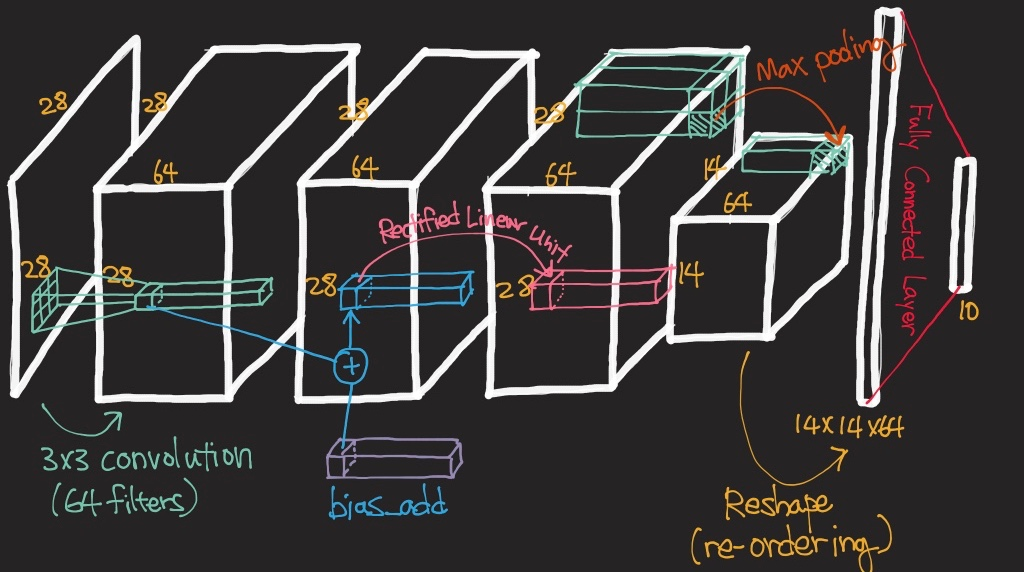 28
28
64
28
28
3x3 convolution
(64 filters)
28
64
28
bias_add
Rectified Linear Unit
28
64
28
Max pooling
14
64
14
Reshape
(re-ordering)
14x14x64
Fully Connected Layer
10